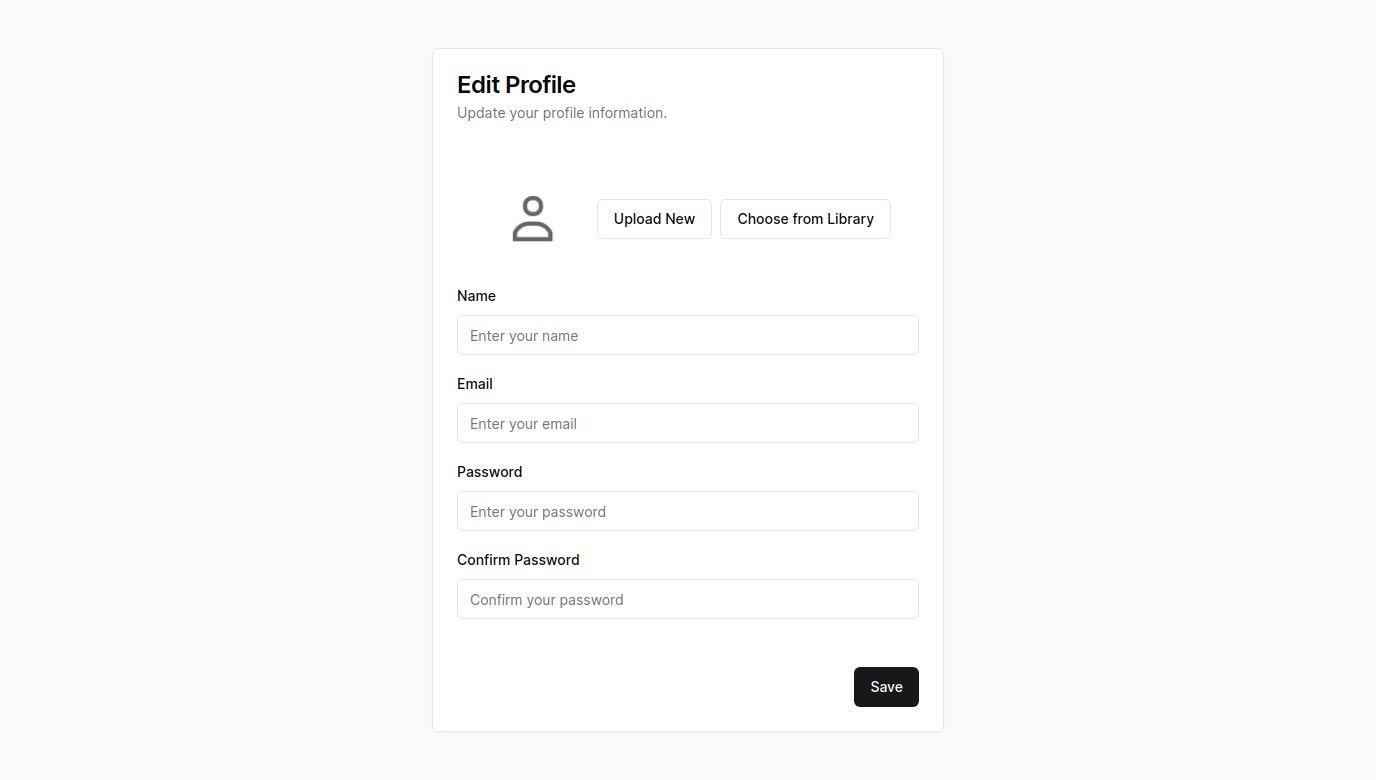 Edit Profile
Update your profile information.
Upload New
Choose from Library
Name
Enter your name
Email
Enter your email
Password
Enter your password
Confirm Password
Confirm your password
Save